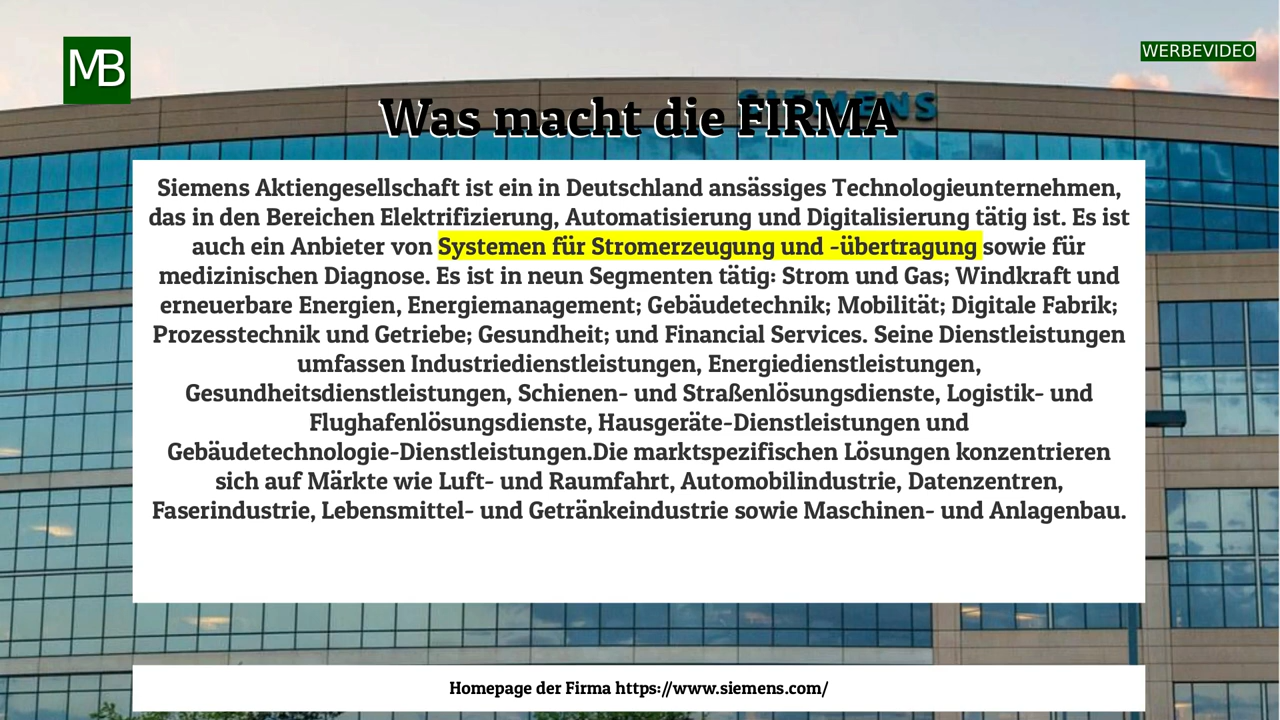 MB
WERBEVIDEO
SIEMENS
Was macht die FIRMA
Siemens Aktiengesellschaft ist ein in Deutschland ansässiges Technologieunternehmen,
das in den Bereichen Elektrifizierung, Automatisierung und Digitalisierung tätig ist. Es ist
auch ein Anbieter von Systemen für Stromerzeugung und -übertragung sowie für
medizinischen Diagnose. Es ist in neun Segmenten tätig: Strom und Gas; Windkraft und
erneuerbare Energien, Energiemanagement; Gebäudetechnik; Mobilität; Digitale Fabrik;
Prozesstechnik und Getriebe; Gesundheit; und Financial Services. Seine Dienstleistungen
umfassen Industriedienstleistungen, Energiedienstleistungen,
Gesundheitsdienstleistungen, Schienen- und Straßenlösungsdienste, Logistik- und
Flughafenlösungsdienste, Hausgeräte-Dienstleistungen und
Gebäudetechnologie-Dienstleistungen.Die marktspezifischen Lösungen konzentrieren
sich auf Märkte wie Luft- und Raumfahrt, Automobilindustrie, Datenzentren,
Faserindustrie, Lebensmittel- und Getränkeindustrie sowie Maschinen- und Anlagenbau.
Homepage der Firma https://www.siemens.com/